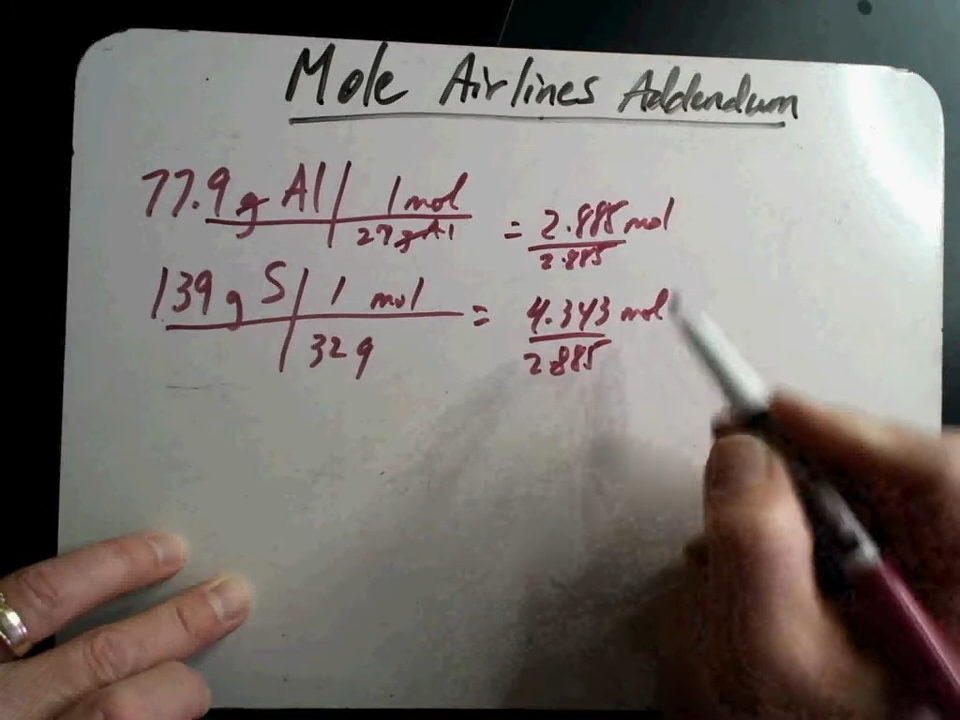 Mole Airlines Addendum
77.9 g Al | 1 mol
27 g Al
= 2.885 mol
2.885
139 g S | 1 mol
32 g
= 4.343 mol
2.885